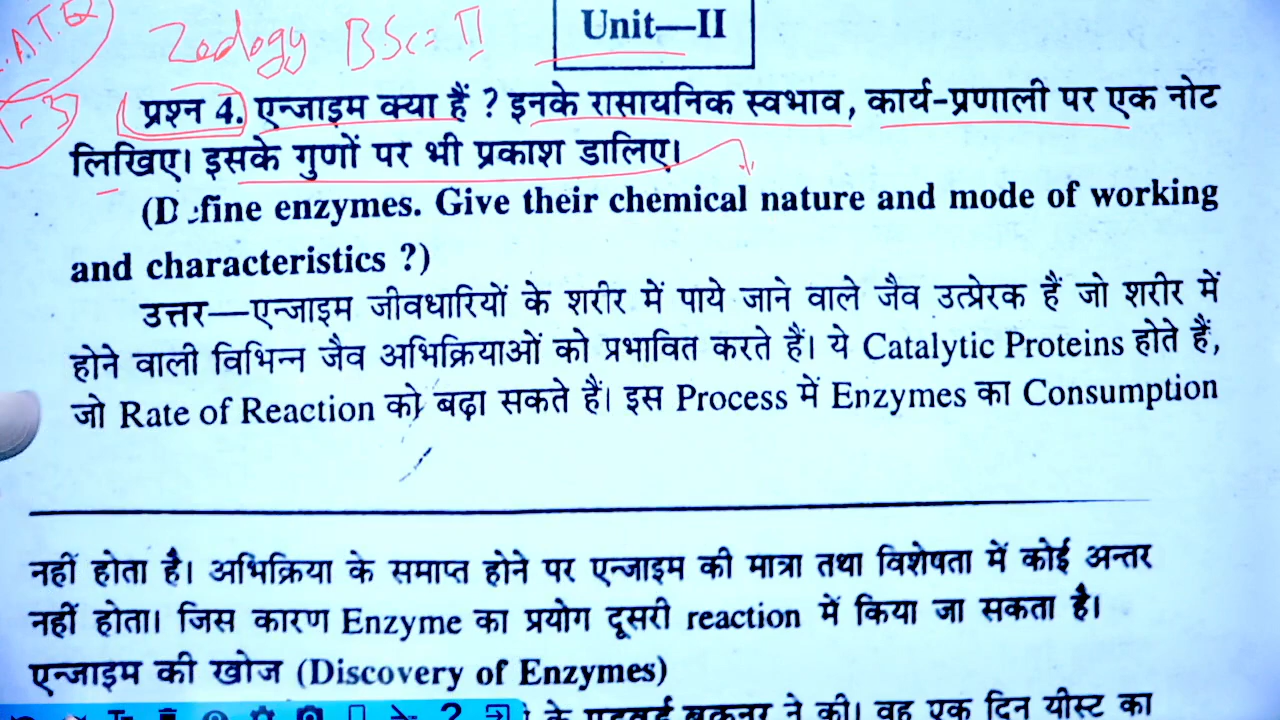 Zoology BSc = II
Unit—II
प्रश्न 4. एन्जाइम क्या हैं ? इनके रासायनिक स्वभाव, कार्य-प्रणाली पर एक नोट
लिखिए। इसके गुणों पर भी प्रकाश डालिए।
(Define enzymes. Give their chemical nature and mode of working
and characteristics ?)
उत्तर—एन्जाइम जीवधारियों के शरीर में पाये जाने वाले जैव उत्प्रेरक हैं जो शरीर में
होने वाली विभिन्न जैव अभिक्रियाओं को प्रभावित करते हैं। ये Catalytic Proteins होते हैं,
जो Rate of Reaction को बढ़ा सकते हैं। इस Process में Enzymes का Consumption
नहीं होता है। अभिक्रिया के समाप्त होने पर एन्जाइम की मात्रा तथा विशेषता में कोई अन्तर
नहीं होता। जिस कारण Enzyme का प्रयोग दूसरी reaction में किया जा सकता है।
एन्जाइम की खोज (Discovery of Enzymes)
के एडवर्ड बुकनर ने की। वह एक दिन यीस्ट का